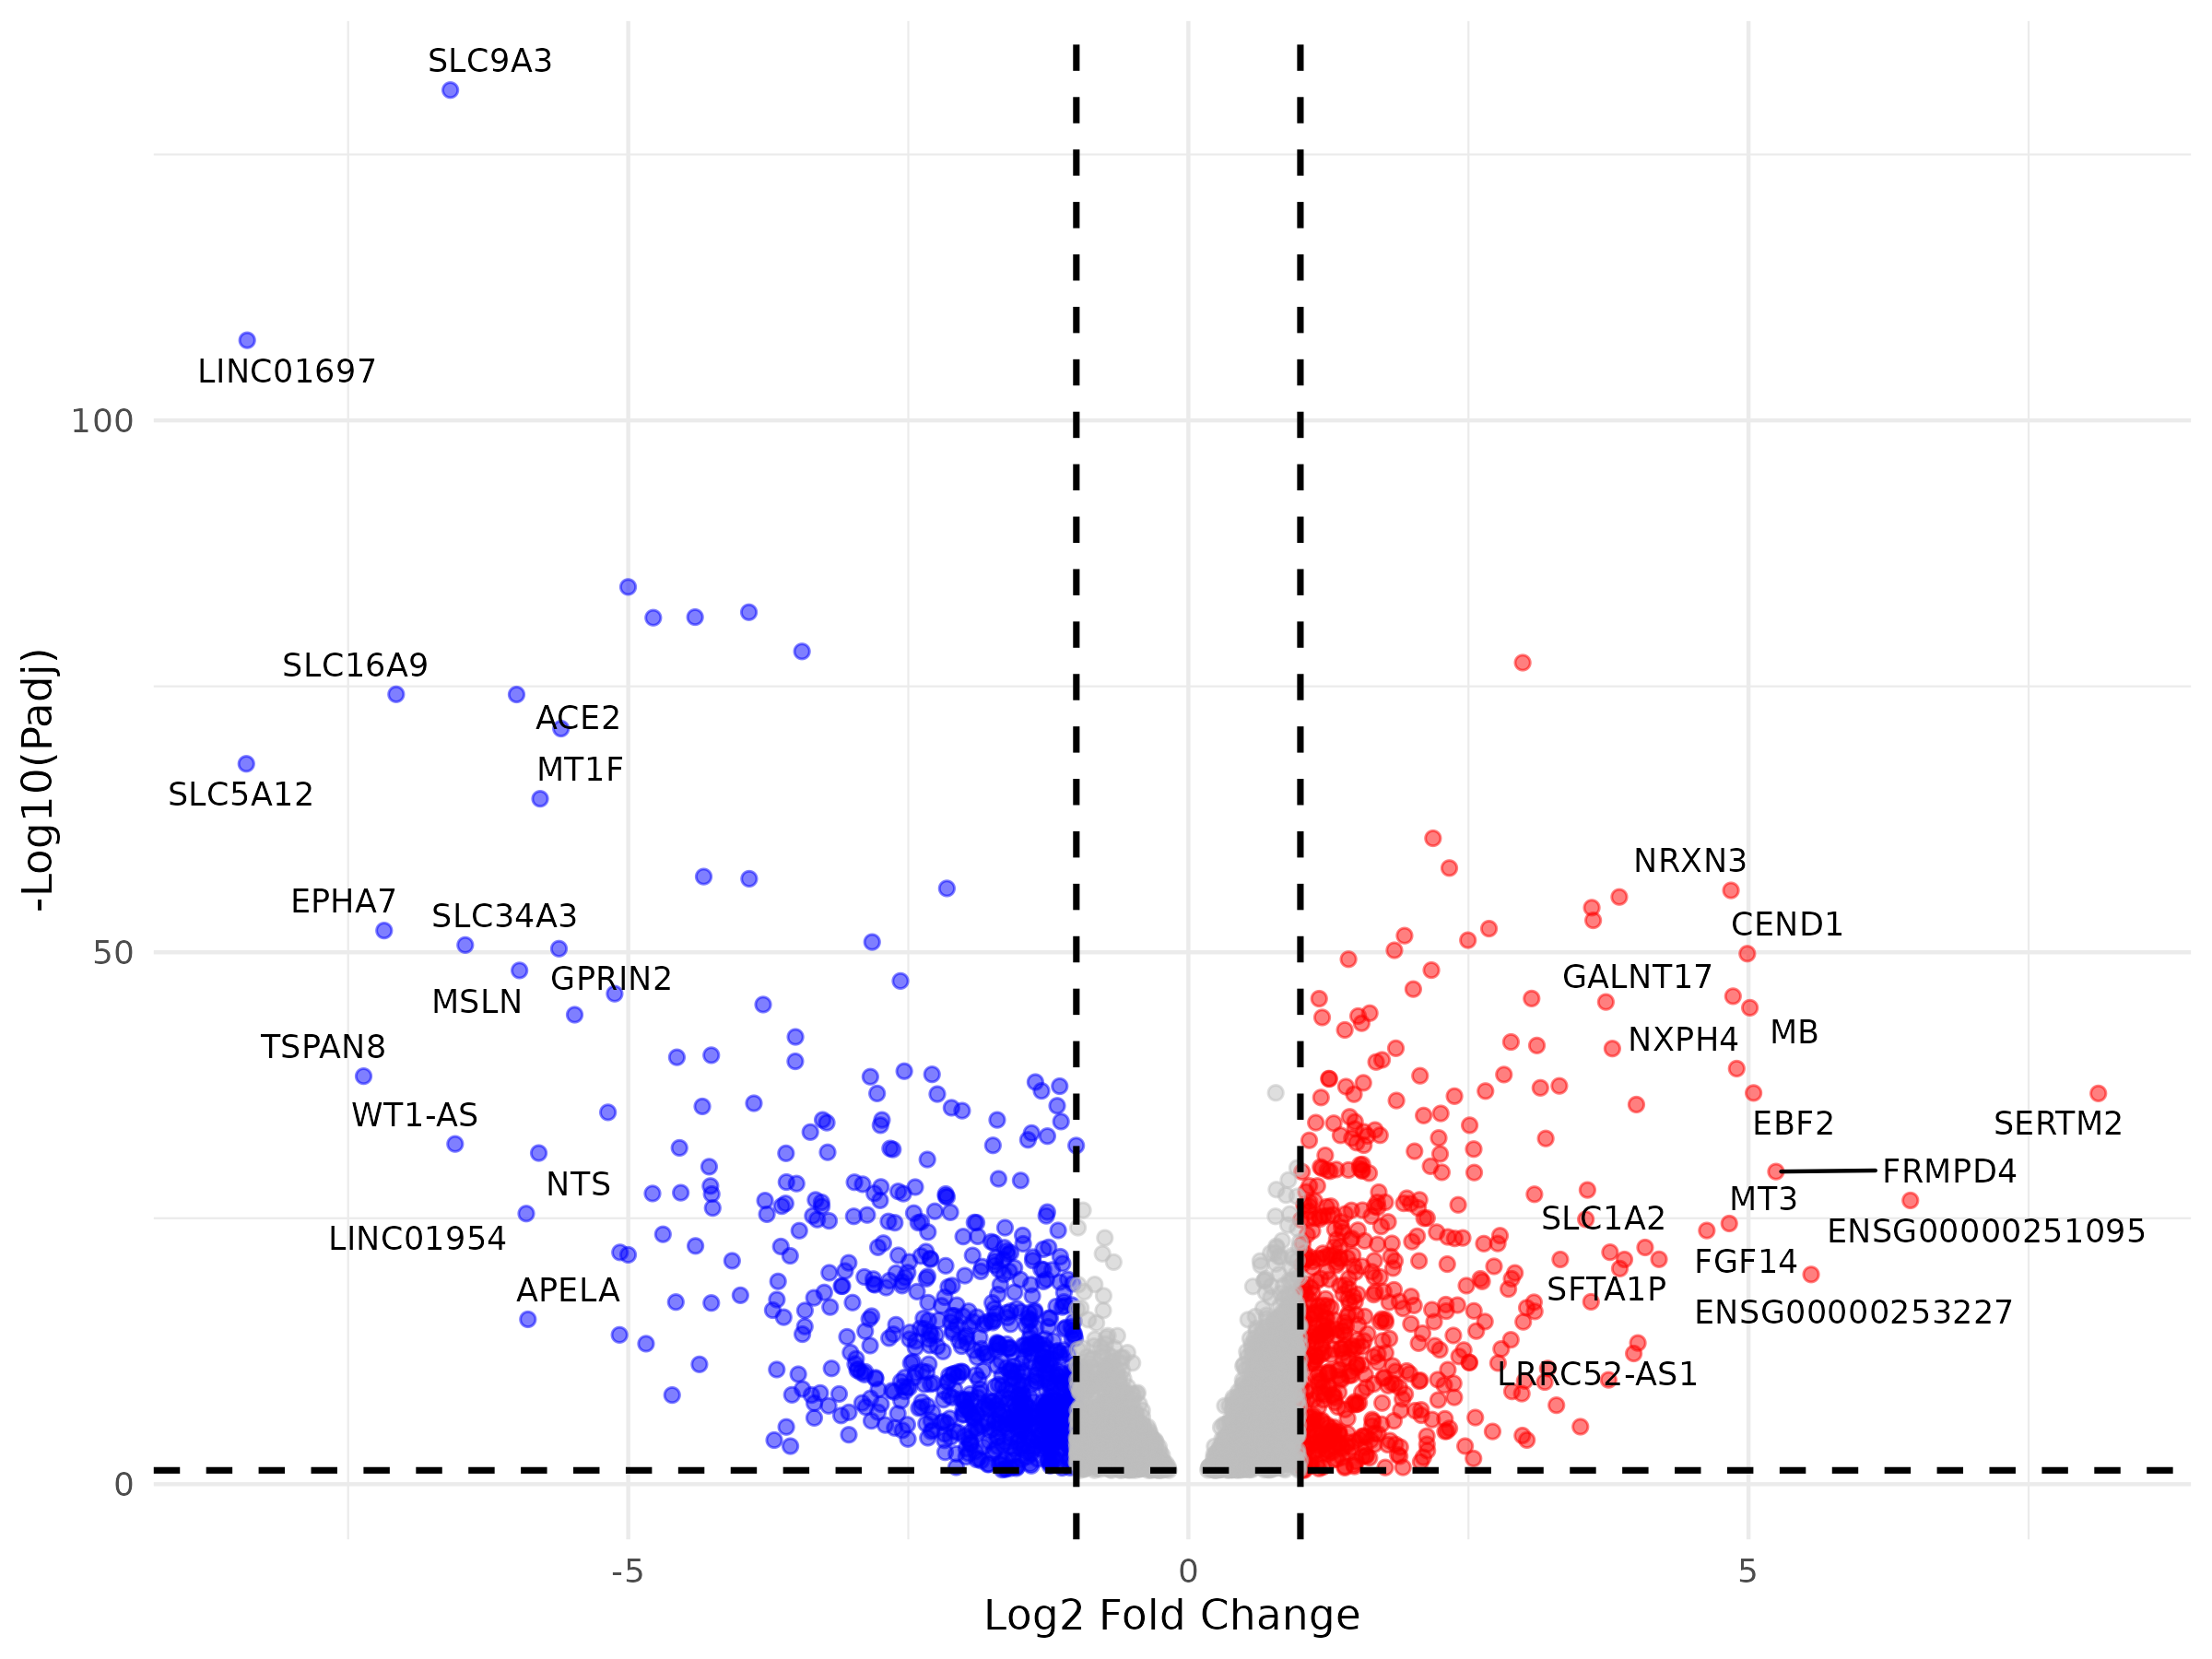 SLC9A3
LINC01697
100
SLC16A9
ACE2
MT1F
SLC5A12
-Log10(Padj)
NRXN3
EPHA7
SLC34A3
CEND1
50
GPRIN2
GALNT17
MSLN
MB
NXPH4
TSPAN8
WT1-AS
EBF2
SERTM2
NTS
FRMPD4
MT3
SLC1A2
ENSG00000251095
LINC01954
FGF14
APELA
SFTA1P
ENSG00000253227
LRRC52-AS1
0
-5
0
5
Log2 Fold Change